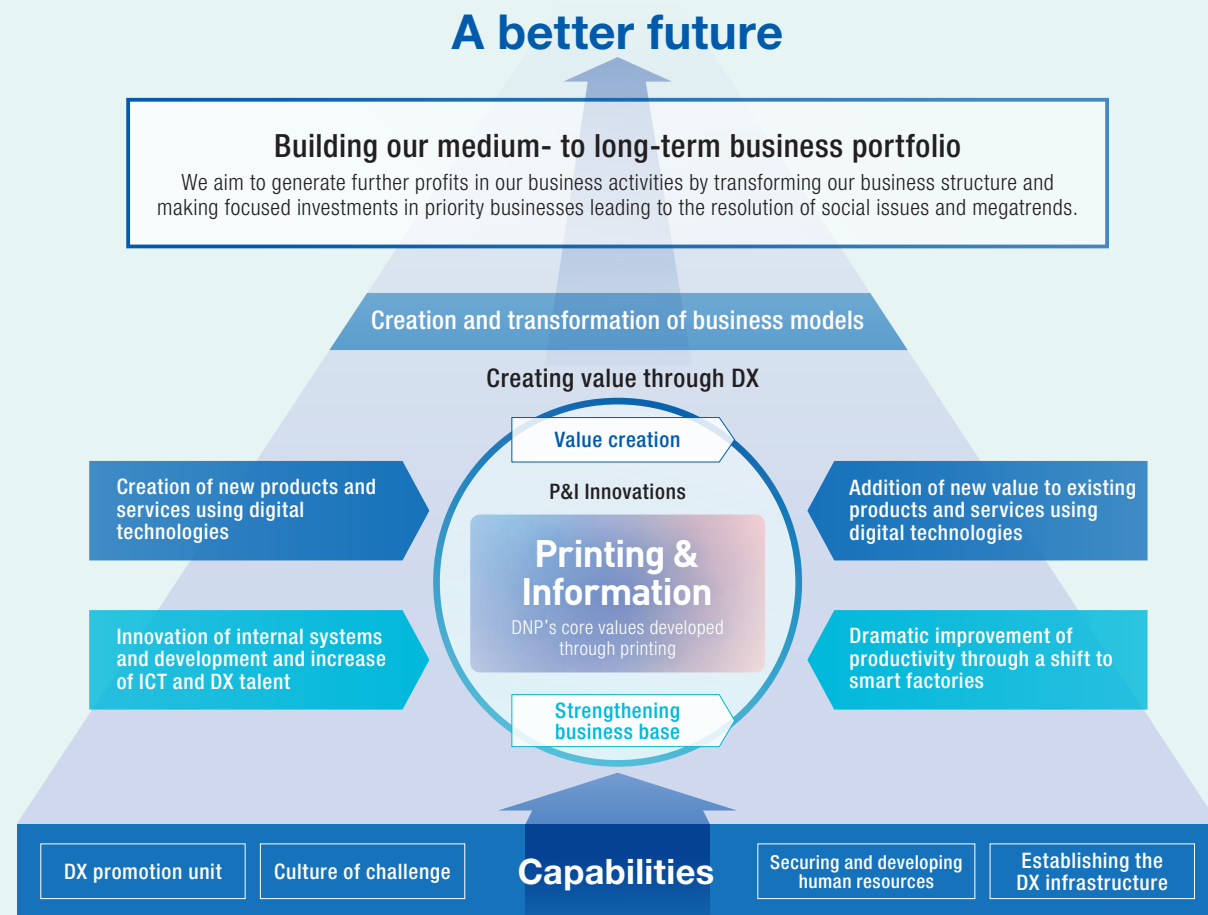 A better future
Building our medium- to long-term business portfolio
We aim to generate further profits in our business activities by transforming our business structure and
making focused investments in priority businesses leading to the resolution of social issues and megatrends.
Creation and transformation of business models
Creating value through DX
Value creation
P&I Innovations
Printing &
Information
DNP's core values developed
through printing
Strengthening
business base
Creation of new products and
services using digital
technologies
Addition of new value to existing
products and services using
digital technologies
Innovation of internal systems
and development and increase
of ICT and DX talent
Dramatic improvement of
productivity through a shift to
smart factories
DX promotion unit
Culture of challenge
Capabilities
Securing and developing
human resources
Establishing the
DX infrastructure